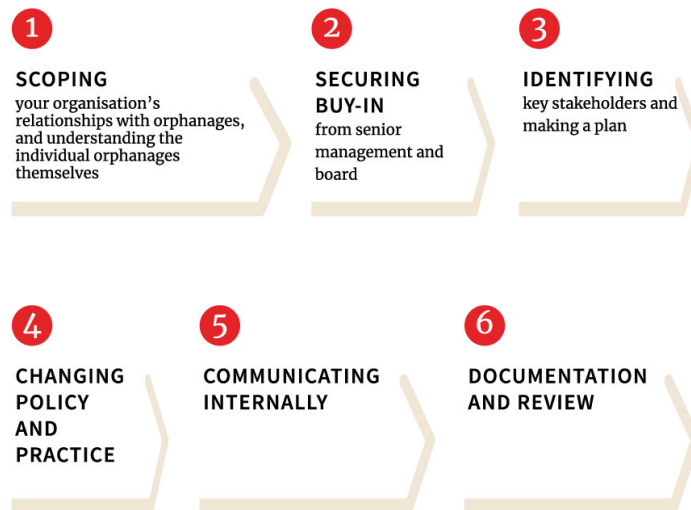 1
SCOPING
your organisation's
relationships with orphanages,
and understanding the
individual orphanages
themselves
2
SECURING
BUY-IN
from senior
management and
board
3
IDENTIFYING
key stakeholders and
making a plan
4
CHANGING
POLICY
AND
PRACTICE
5
COMMUNICATING
INTERNALLY
6
DOCUMENTATION
AND REVIEW